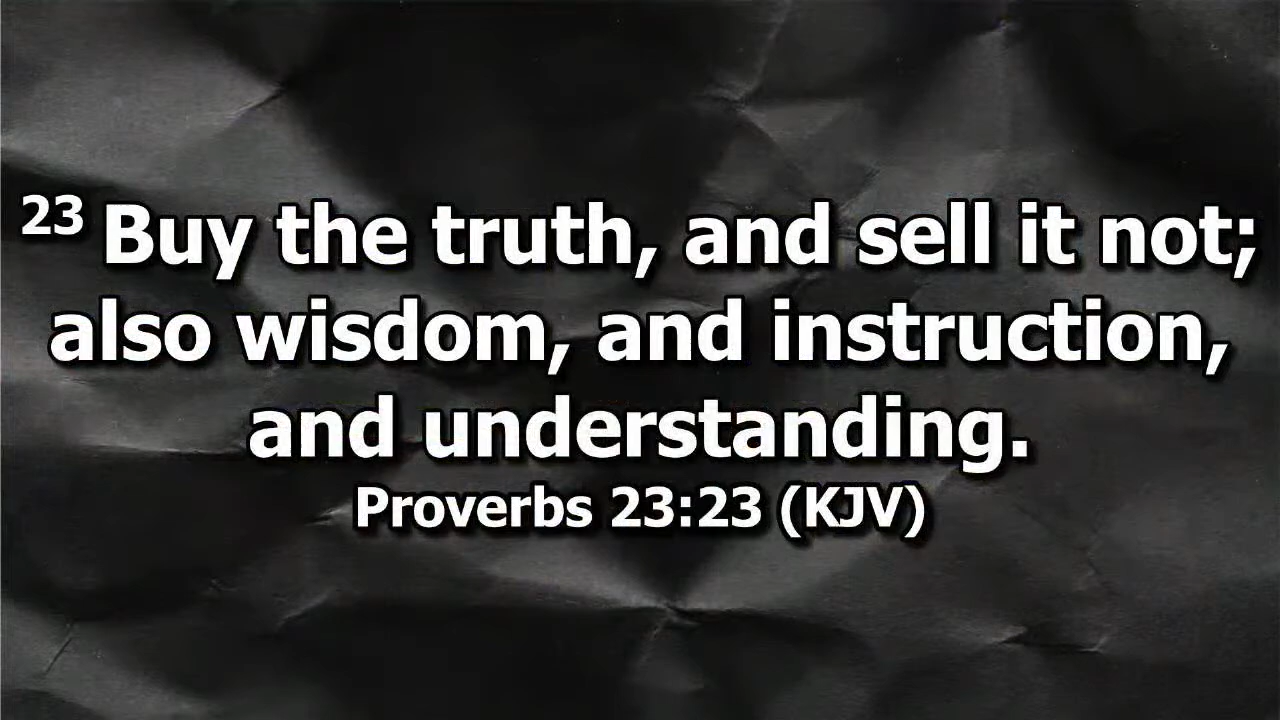 23 Buy the truth, and sell it not;
also wisdom, and instruction,
and understanding.
Proverbs 23:23 (KJV)